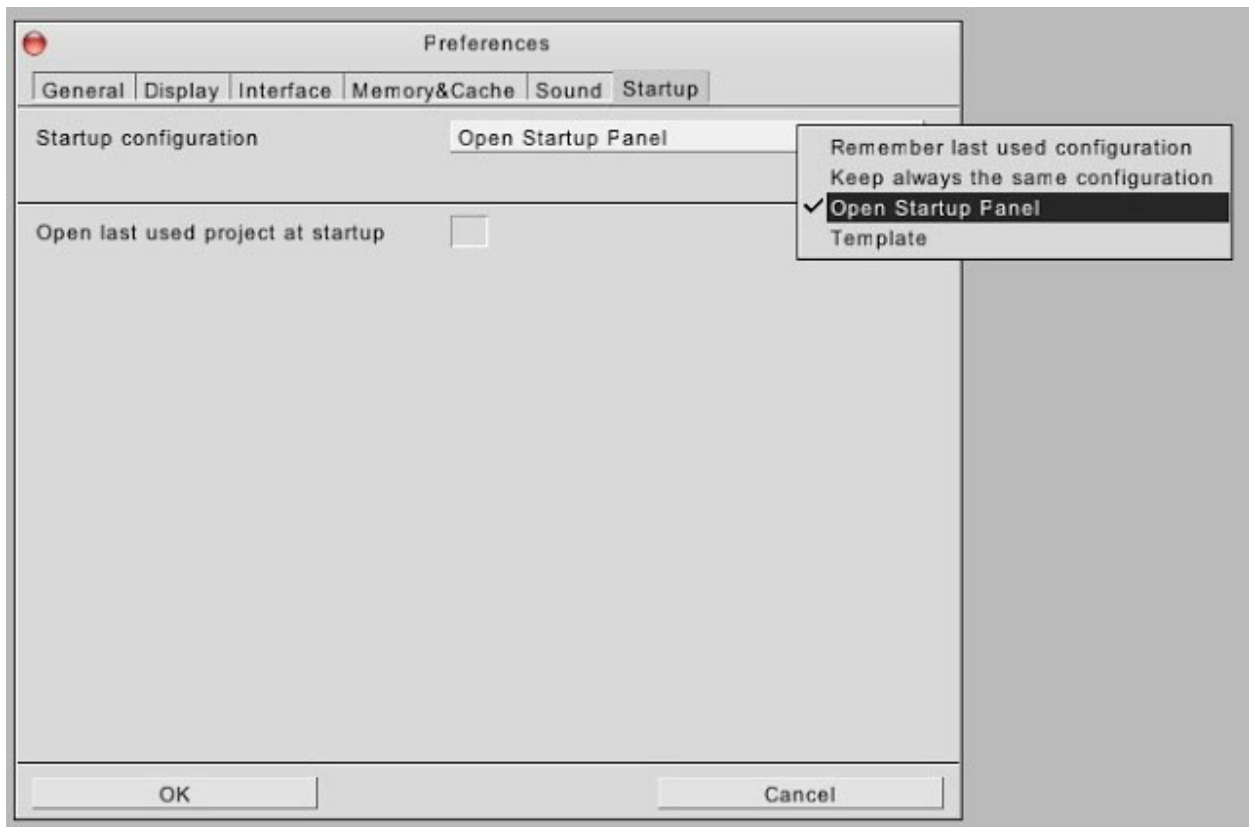 Preferences
General Display Interface Memory&Cache Sound Startup
Startup configuration Open Startup Panel
Remember last used configuration
Keep always the same configuration
Open Startup Panel
Template
Open last used project at startup
OK Cancel